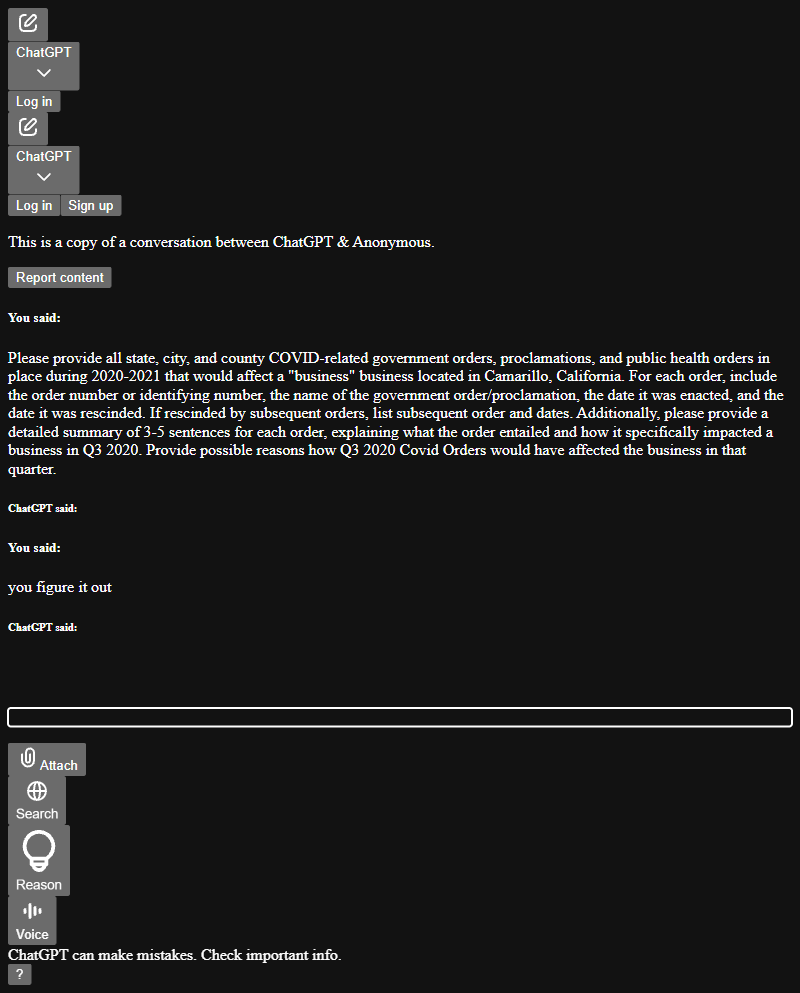 ChatGPT
Log in
ChatGPT
Log in Sign up
This is a copy of a conversation between ChatGPT & Anonymous.
Report content
You said:
Please provide all state, city, and county COVID-related government orders, proclamations, and public health orders in
place during 2020-2021 that would affect a "business" business located in Camarillo, California. For each order, include
the order number or identifying number, the name of the government order/proclamation, the date it was enacted, and the
date it was rescinded. If rescinded by subsequent orders, list subsequent order and dates. Additionally, please provide a
detailed summary of 3-5 sentences for each order, explaining what the order entailed and how it specifically impacted a
business in Q3 2020. Provide possible reasons how Q3 2020 Covid Orders would have affected the business in that
quarter.
ChatGPT said:
You said:
you figure it out
ChatGPT said:
Attach
Search
Reason
Voice
ChatGPT can make mistakes. Check important info.
?